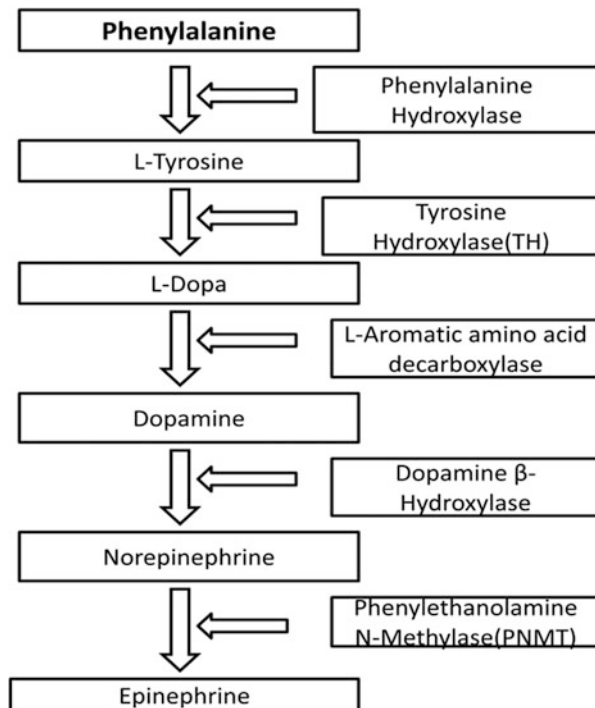 Phenylalanine
Phenylalanine
Hydroxylase
L-Tyrosine
Tyrosine
Hydroxylase(TH)
L-Dopa
L-Aromatic amino acid
decarboxylase
Dopamine
Dopamine β-
Hydroxylase
Norepinephrine
Phenylethanolamine
N-Methylase(PNMT)
Epinephrine